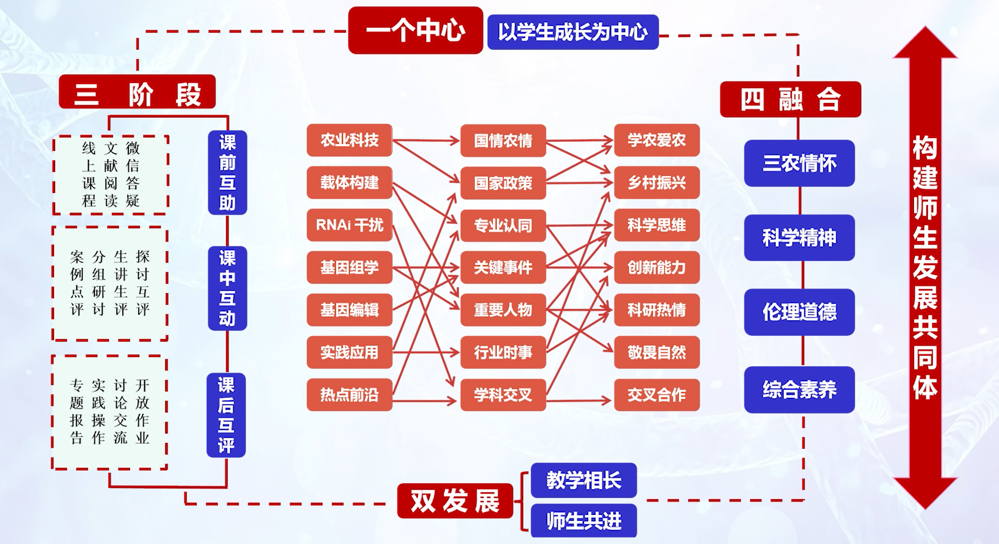 一个中心
以学生成长为中心
三 阶 段
线上课程
文献阅读
微信答疑
课前互助
案例点评
分组研讨
生讲生评
探讨互评
课中互动
专题报告
实践操作
讨论交流
开放作业
课后互评
农业科技
载体构建
RNAi 干扰
基因组学
基因编辑
实践应用
热点前沿
国情农情
国家政策
专业认同
关键事件
重要人物
行业时事
学科交叉
学农爱农
乡村振兴
科学思维
创新能力
科研热情
敬畏自然
交叉合作
四 融 合
三农情怀
科学精神
伦理道德
综合素养
双 发 展
教学相长
师生共进
构建师生发展共同体